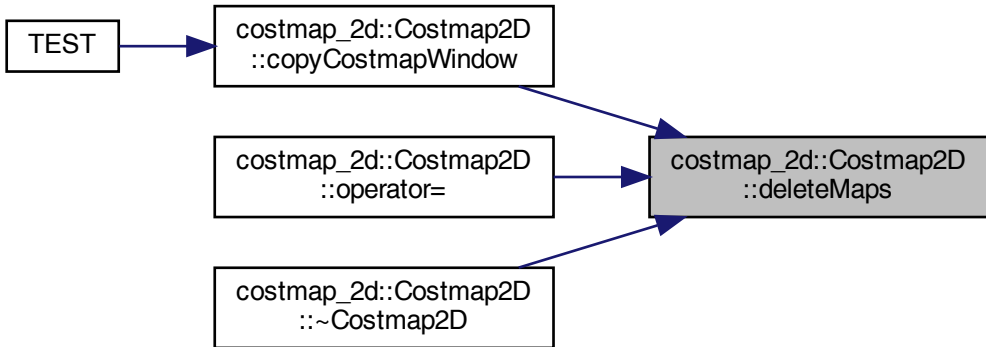 TEST
costmap_2d::Costmap2D
::copyCostmapWindow
costmap_2d::Costmap2D
::operator=
costmap_2d::Costmap2D
::~Costmap2D
costmap_2d::Costmap2D
::deleteMaps